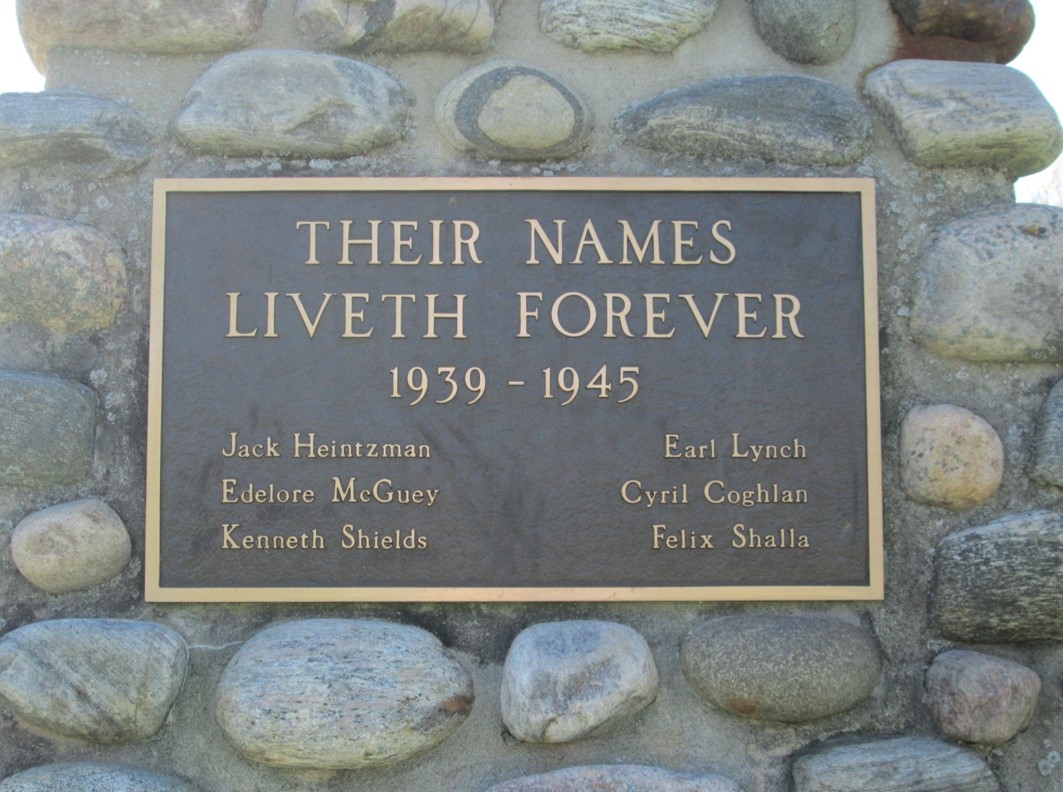 THEIR NAMES
LIVETH FOREVER
1939 - 1945
Jack Heintzman
Edelore McGuey
Kenneth Shields
Earl Lynch
Cyril Coghlan
Felix Shalla